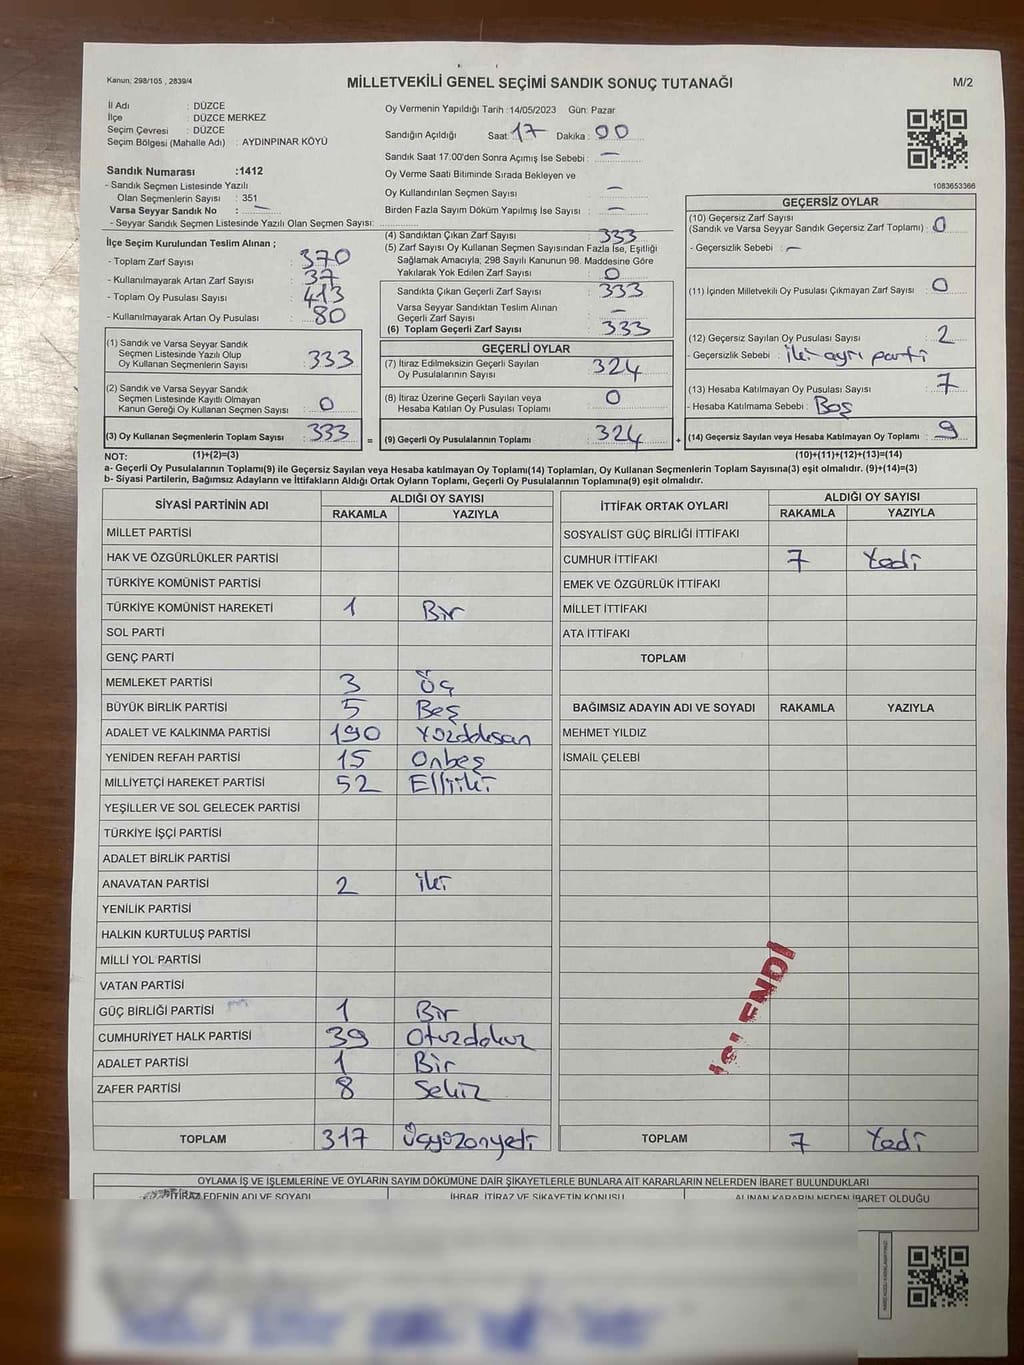 Kanun: 298/105 , 2839/4
MİLLETVEKİLİ GENEL SEÇİMİ SANDIK SONUÇ TUTANAĞI
M/2
İl Adı : DÜZCE
İlçe : DÜZCE MERKEZ
Seçim Çevresi : DÜZCE
Seçim Bölgesi (Mahalle Adı) : AYDINPINAR KÖYÜ
Sandık Numarası :1412
- Sandık Seçmen Listesinde Yazılı
Olan Seçmenlerin Sayısı : 351
Varsa Seyyar Sandık No : —
- Seyyar Sandık Seçmen Listesinde Yazılı Olan Seçmen Sayısı:
Oy Vermenin Yapıldığı Tarih :14/05/2023 Gün: Pazar
Sandığın Açıldığı Saat 17 Dakika : 00
Sandık Saat 17:00'den Sonra Açımış İse Sebebi : —
Oy Verme Saati Bitiminde Sırada Bekleyen ve
Oy Kullandırılan Seçmen Sayısı —
Birden Fazla Sayım Döküm Yapılmış İse Sayısı : —
1083653366
İlçe Seçim Kurulundan Teslim Alınan ;
- Toplam Zarf Sayısı : 370
- Kullanılmayarak Artan Zarf Sayısı : 37
- Toplam Oy Pusulası Sayısı : 413
- Kullanılmayarak Artan Oy Pusulası : 80
(1) Sandık ve Varsa Seyyar Sandık
Seçmen Listesinde Yazılı Olup
Oy Kullanan Seçmenlerin Sayısı : 333
(2) Sandık ve Varsa Seyyar Sandık
Seçmen Listesinde Kayıtlı Olmayan
Kanun Gereği Oy Kullanan Seçmen Sayısı : 0
(3) Oy Kullanan Seçmenlerin Toplam Sayısı : 333
(4) Sandıktan Çıkan Zarf Sayısı : 333
(5) Zarf Sayısı Oy Kullanan Seçmen Sayısından Fazla İse, Eşitliği
Sağlamak Amacıyla, 298 Sayılı Kanunun 98. Maddesine Göre
Yakılarak Yok Edilen Zarf Sayısı : 0
Sandıkta Çıkan Geçerli Zarf Sayısı : 333
Varsa Seyyar Sandıktan Teslim Alınan
Geçerli Zarf Sayısı : —
(6) Toplam Geçerli Zarf Sayısı : 333
GEÇERLİ OYLAR
(7) İtiraz Edilmeksizin Geçerli Sayılan
Oy Pusulalarının Sayısı : 324
(8) İtiraz Üzerine Geçerli Sayılan veya
Hesaba Katılan Oy Pusulası Toplamı : 0
= (9) Geçerli Oy Pusulalarının Toplamı : 324
GEÇERSİZ OYLAR
(10) Geçersiz Zarf Sayısı
(Sandık ve Varsa Seyyar Sandık Geçersiz Zarf Toplamı) : 0
- Geçersizlik Sebebi : —
(11) İçinden Milletvekili Oy Pusulası Çıkmayan Zarf Sayısı : 0
(12) Geçersiz Sayılan Oy Pusulası Sayısı : 2
- Geçersizlik Sebebi : iki ayrı parti
(13) Hesaba Katılmayan Oy Pusulası Sayısı : 7
- Hesaba Katılmama Sebebi : Boş
+ (14) Geçersiz Sayılan veya Hesaba Katılmayan Oy Toplamı : 9
NOT: (1)+(2)=(3) (10)+(11)+(12)+(13)=(14)
a- Geçerli Oy Pusulalarının Toplamı(9) ile Geçersiz Sayılan veya Hesaba katılmayan Oy Toplamı(14) Toplamları, Oy Kullanan Seçmenlerin Toplam Sayısına(3) eşit olmalıdır. (9)+(14)=(3)
b- Siyasi Partilerin, Bağımsız Adayların ve İttifakların Aldığı Ortak Oyların Toplamı, Geçerli Oy Pusulalarının Toplamına(9) eşit olmalıdır.
SİYASİ PARTİNİN ADI ALDIĞI OY SAYISI
RAKAMLA YAZIYLA
MİLLET PARTİSİ
HAK VE ÖZGÜRLÜKLER PARTİSİ
TÜRKİYE KOMÜNİST PARTİSİ
TÜRKİYE KOMÜNİST HAREKETİ 1 Bir
SOL PARTİ
GENÇ PARTİ
MEMLEKET PARTİSİ 3 Üç
BÜYÜK BİRLİK PARTİSİ 5 Beş
ADALET VE KALKINMA PARTİSİ 190 Yüzdoksan
YENİDEN REFAH PARTİSİ 15 Onbeş
MİLLİYETÇİ HAREKET PARTİSİ 52 Elliiki
YEŞİLLER VE SOL GELECEK PARTİSİ
TÜRKİYE İŞÇİ PARTİSİ
ADALET BİRLİK PARTİSİ
ANAVATAN PARTİSİ 2 iki
YENİLİK PARTİSİ
HALKIN KURTULUŞ PARTİSİ
MİLLİ YOL PARTİSİ
VATAN PARTİSİ
GÜÇ BİRLİĞİ PARTİSİ 1 Bir
CUMHURİYET HALK PARTİSİ 39 Otuzdokuz
ADALET PARTİSİ 1 Bir
ZAFER PARTİSİ 8 Sekiz
TOPLAM 317 Üçyüzonyedi
İTTİFAK ORTAK OYLARI ALDIĞI OY SAYISI
RAKAMLA YAZIYLA
SOSYALİST GÜÇ BİRLİĞİ İTTİFAKI
CUMHUR İTTİFAKI 7 Yedi
EMEK VE ÖZGÜRLÜK İTTİFAKI
MİLLET İTTİFAKI
ATA İTTİFAKI
TOPLAM
BAĞIMSIZ ADAYIN ADI VE SOYADI RAKAMLA YAZIYLA
MEHMET YILDIZ
İSMAİL ÇELEBİ
İŞLENDİ
TOPLAM 7 Yedi
OYLAMA İŞ VE İŞLEMLERİNE VE OYLARIN SAYIM DÖKÜMÜNE DAİR ŞİKAYETLERLE BUNLARA AİT KARARLARIN NELERDEN İBARET BULUNDUKLARI
İTİRAZ EDENİN ADI VE SOYADI İHBAR, İTİRAZ VE ŞİKAYETİN KONUSU ALINAN KARARIN NEDEN İBARET OLDUĞU